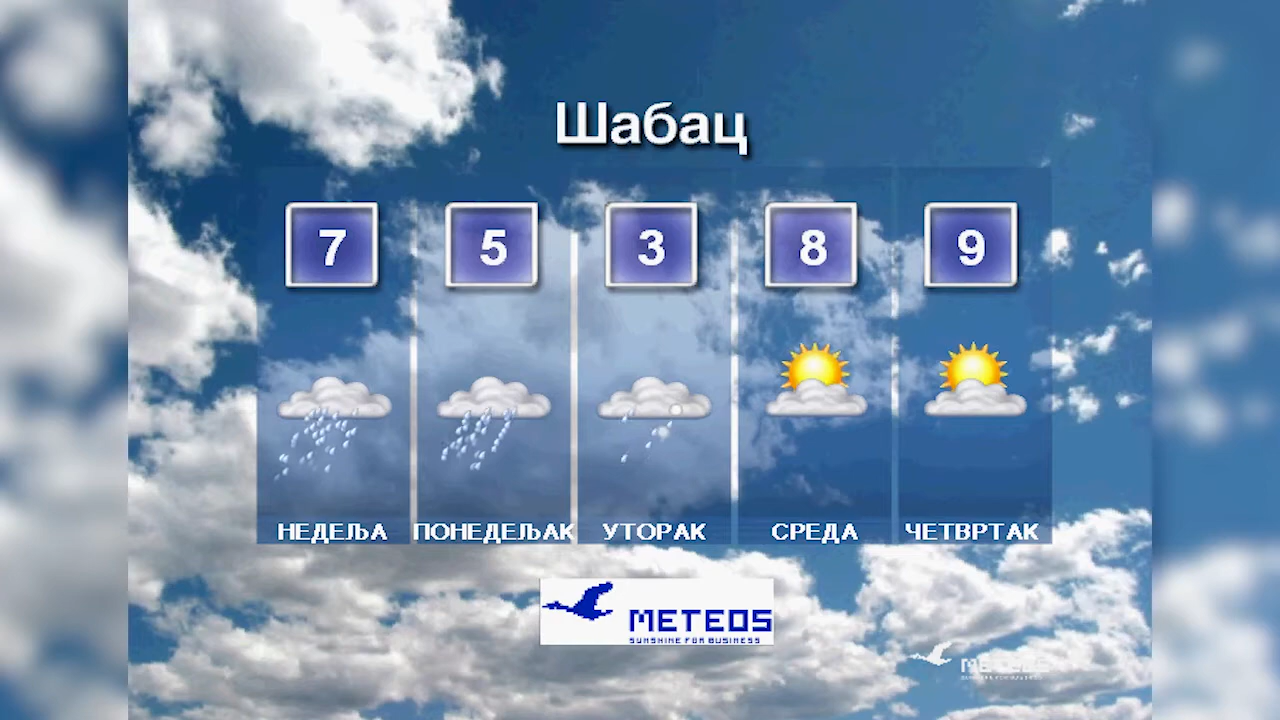 Шабац
7 5 3 8 9
НЕДЕЉА ПОНЕДЕЉАК УТОРАК СРЕДА ЧЕТВРТАК
METEOS
SUNSHINE FOR BUSINESS